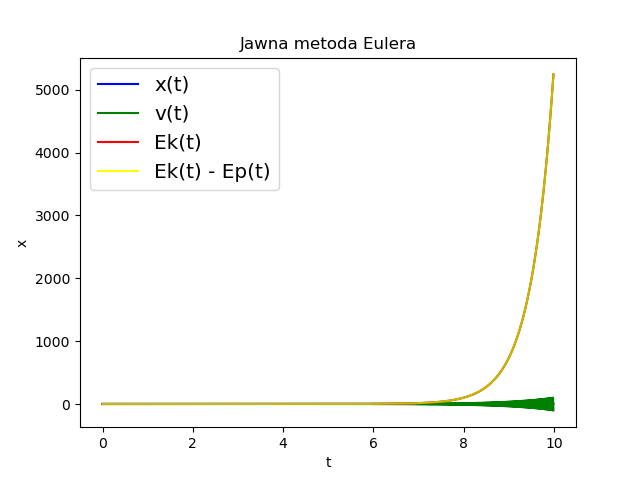 Jawna metoda Eulera
x(t)
v(t)
Ek(t)
Ek(t) - Ep(t)
5000
4000
3000
2000
1000
0
x
0 2 4 6 8 10
t